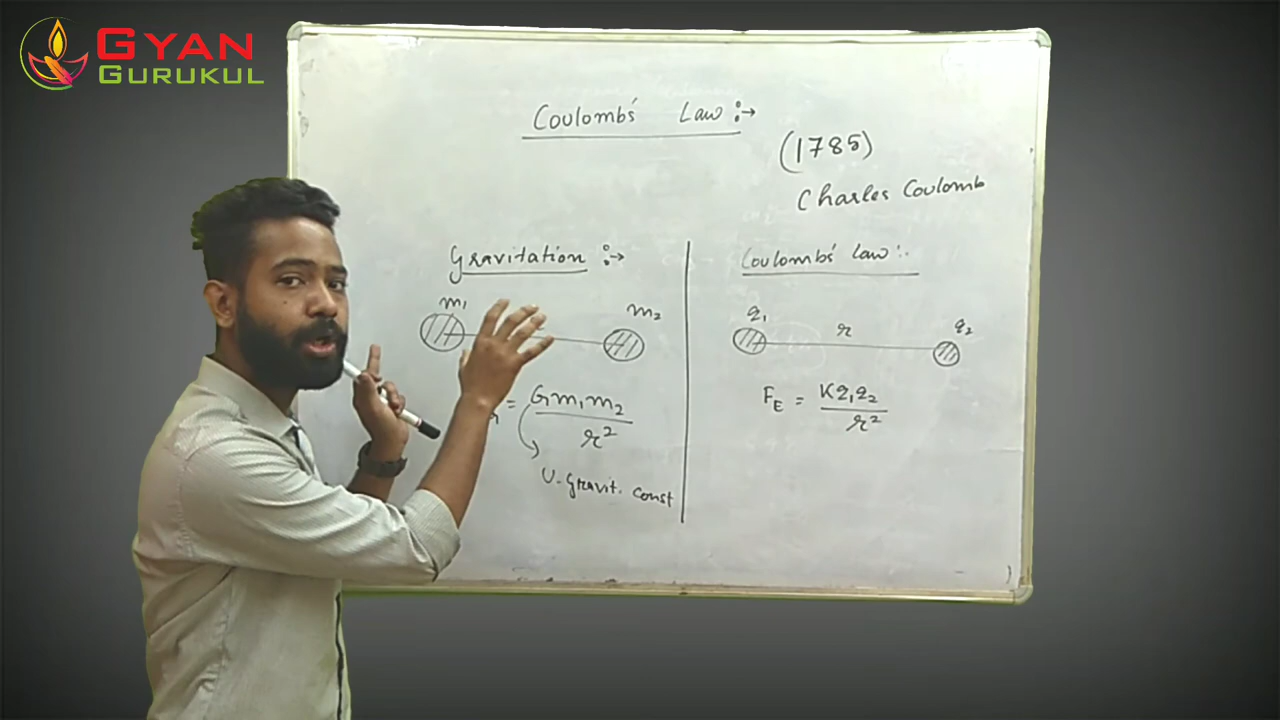 GYAN
GURUKUL
Coulomb's Law :→
(1785)
Charles Coulomb
Gravitation :→
m₁
m₂
= Gm₁m₂
r²
U-Gravit. const
Coulomb's Law :-
q₁
r
q₂
F_E = Kq₁q₂
r²